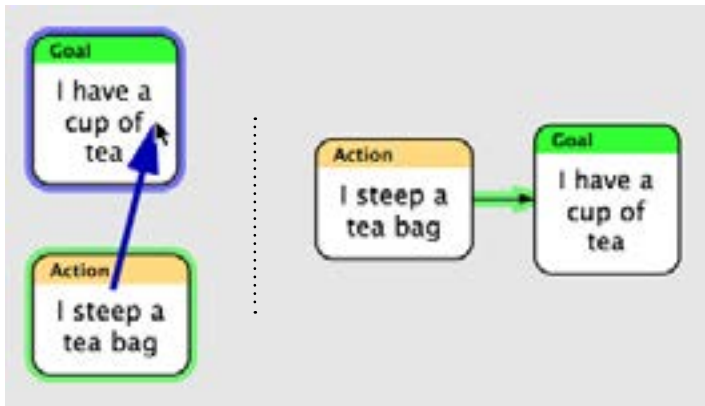 Goal
I have a
cup of
tea
Action
I steep a
tea bag
Action
I steep a
tea bag
Goal
I have a
cup of
tea